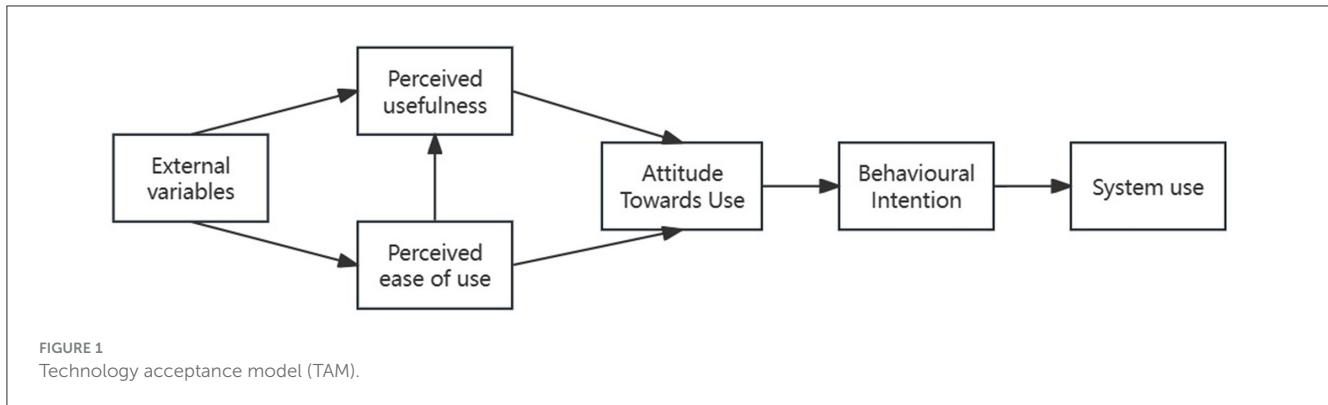 Perceived
usefulness
External
variables
Attitude
Towards Use
Behavioural
Intention
System use
Perceived
ease of use
FIGURE 1
Technology acceptance model (TAM).